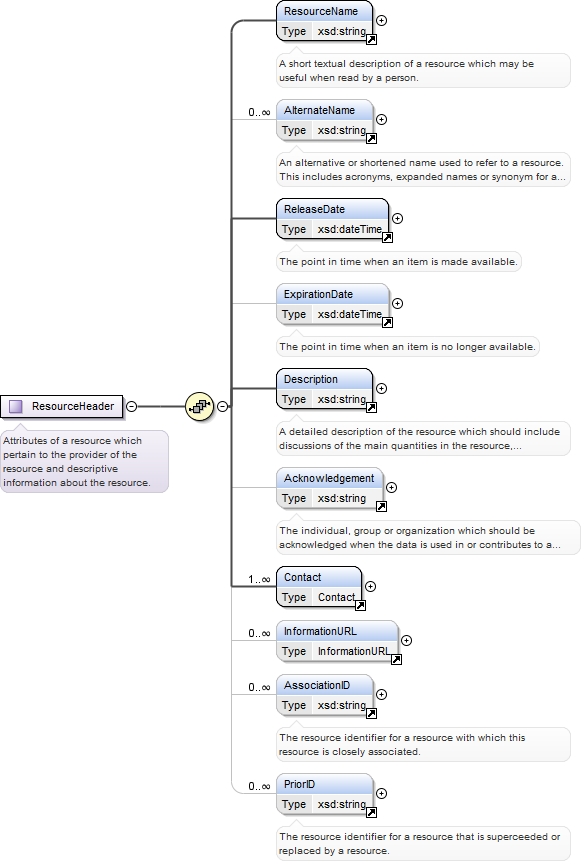 ResourceName
Type xsd:string
A short textual description of a resource which may be
useful when read by a person.
0..∞
AlternateName
Type xsd:string
An alternative or shortened name used to refer to a resource.
This includes acronyms, expanded names or synonym for a...
ReleaseDate
Type xsd:dateTime
The point in time when an item is made available.
ExpirationDate
Type xsd:dateTime
The point in time when an item is no longer available.
ResourceHeader
Attributes of a resource which
pertain to the provider of the
resource and descriptive
information about the resource.
Description
Type xsd:string
A detailed description of the resource which should include
discussions of the main quantities in the resource,...
Acknowledgement
Type xsd:string
The individual, group or organization which should be
acknowledged when the data is used in or contributes to a...
1..∞
Contact
Type Contact
0..∞
InformationURL
Type InformationURL
0..∞
AssociationID
Type xsd:string
The resource identifier for a resource with which this
resource is closely associated.
0..∞
PriorID
Type xsd:string
The resource identifier for a resource that is superceeded or
replaced by a resource.